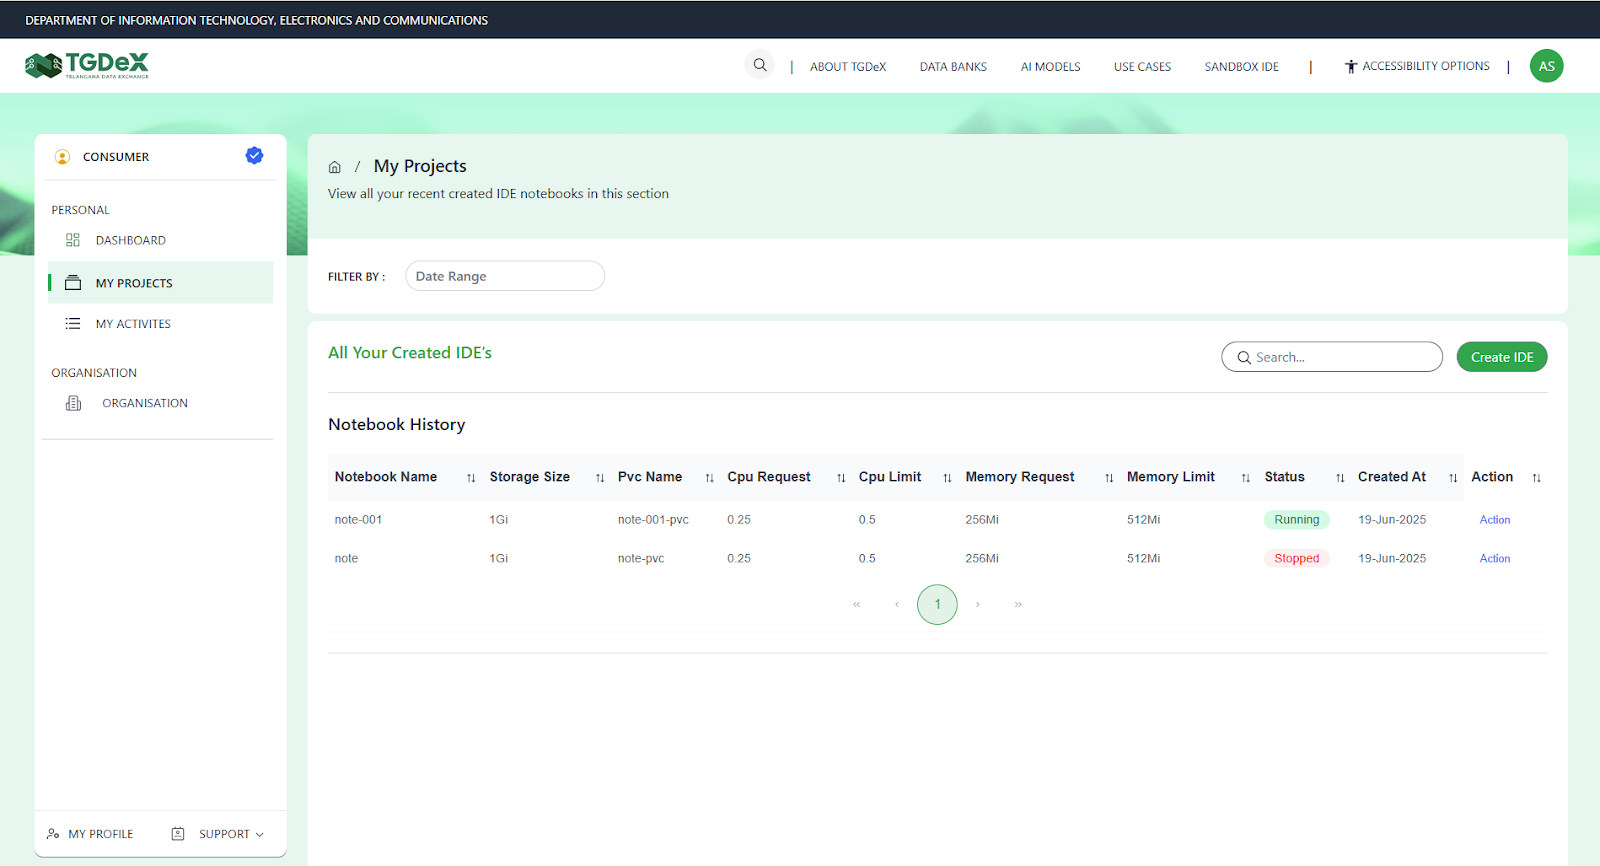 DEPARTMENT OF INFORMATION TECHNOLOGY, ELECTRONICS AND COMMUNICATIONS
TGDeX
TELANGANA DATA EXCHANGE
| ABOUT TGDeX DATA BANKS AI MODELS USE CASES SANDBOX IDE | ACCESSIBILITY OPTIONS | AS
CONSUMER
PERSONAL
DASHBOARD
MY PROJECTS
MY ACTIVITES
ORGANISATION
ORGANISATION
MY PROFILE SUPPORT
/ My Projects
View all your recent created IDE notebooks in this section
FILTER BY : Date Range
All Your Created IDE's Search... Create IDE
Notebook History
Notebook Name Storage Size Pvc Name Cpu Request Cpu Limit Memory Request Memory Limit Status Created At Action
note-001 1Gi note-001-pvc 0.25 0.5 256Mi 512Mi Running 19-Jun-2025 Action
note 1Gi note-pvc 0.25 0.5 256Mi 512Mi Stopped 19-Jun-2025 Action
« ‹ 1 › »